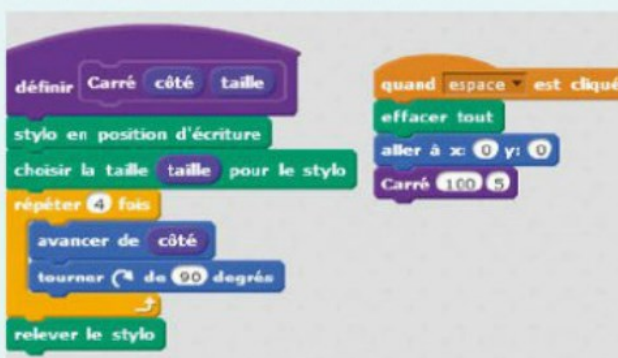 définir Carré côté taille
stylo en position d'écriture
choisir la taille taille pour le stylo
répéter 4 fois
avancer de côté
tourner de 90 degrés
relever le stylo
quand espace est cliqué
effacer tout
aller à x: 0 y: 0
Carré 100 5